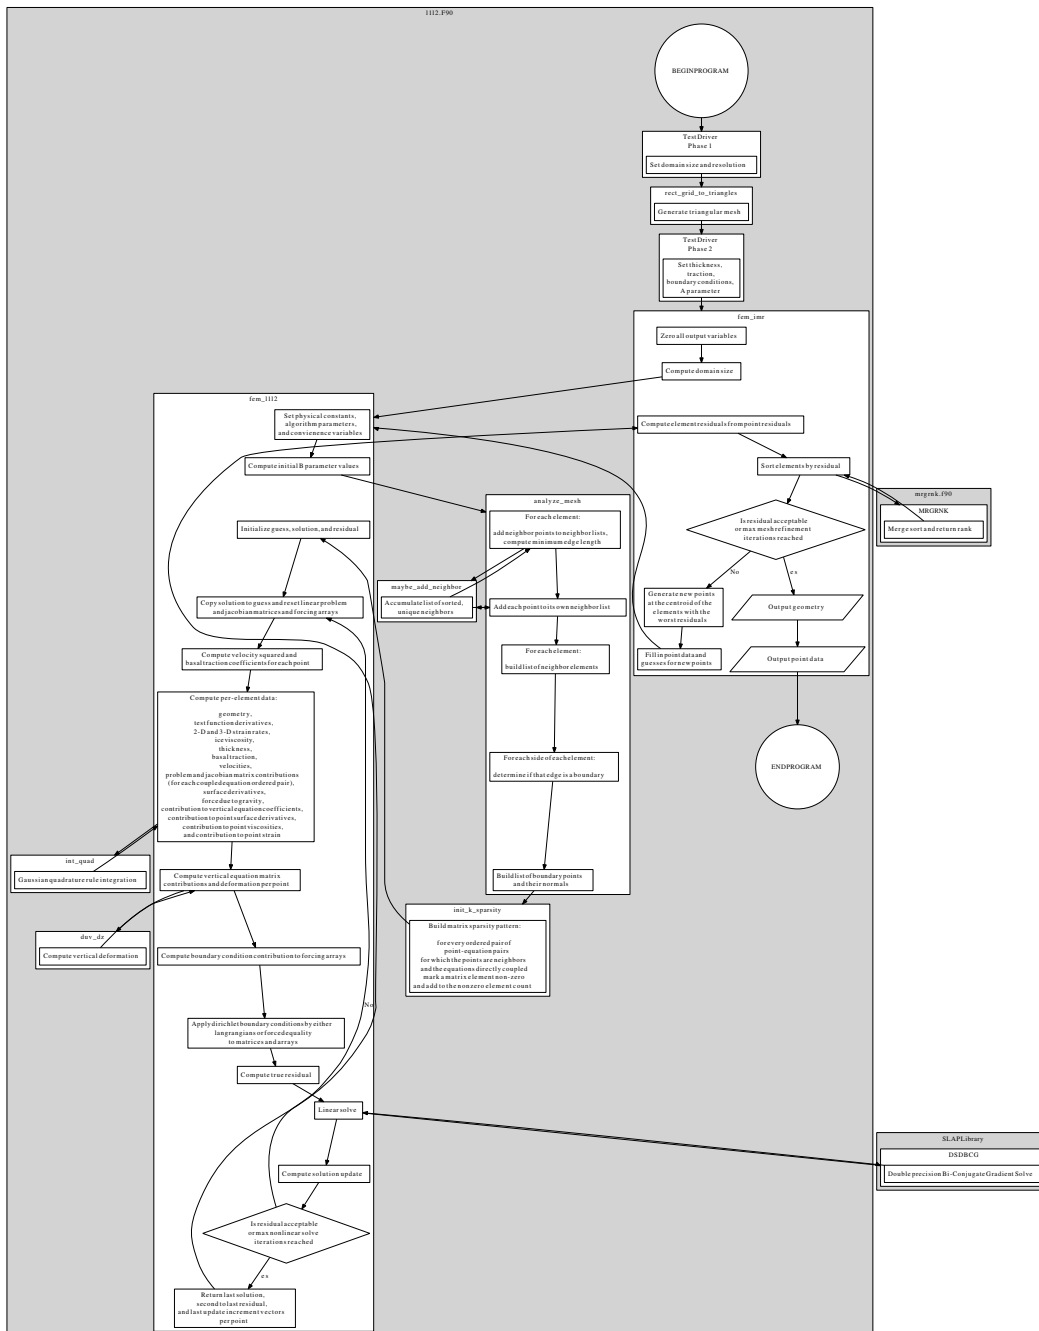 1112.F90
BEGINPROGRAM
TestDriver
Phase 1
Set domain size and resolution
rect_grid_to_triangles
Generate triangular mesh
TestDriver
Phase 2
Set thickness,
traction,
boundary conditions,
A parameter
fem_imr
Zero all output variables
Compute domain size
Compute element residuals from point residuals
Sort elements by residual
Is residual acceptable
or max mesh refinement
iterations reached
No
es
Generate new points
at the centroid of the
elements with the
worst residuals
Fill in point data and
guesses for new points
Output geometry
Output point data
ENDPROGRAM
mrgrnk.f90
MRGRNK
Merge sort and return rank
fem_1112
Set physical constants,
algorithm parameters,
and convienence variables
Compute initial B parameter values
Initialize guess, solution, and residual
Copy solution to guess and reset linear problem
and jacobian matrices and forcing arrays
Compute velocity squared and
basal traction coefficients for each point
Compute per-element data:
geometry,
test function derivatives,
2-D and 3-D strain rates,
ice viscosity,
thickness,
basal traction,
velocities,
problem and jacobian matrix contributions
(for each coupled equation ordered pair),
surface derivatives,
force due to gravity,
contribution to vertical equation coefficients,
contribution to point surface derivatives,
contribution to point viscosities,
and contribution to point strain
int_quad
Gaussian quadrature rule integration
Compute vertical equation matrix
contributions and deformation per point
duv_dz
Compute vertical deformation
Compute boundary condition contribution to forcing arrays
Apply dirichlet boundary conditions by either
langrangians or forced equality
to matrices and arrays
Compute true residual
Linear solve
Compute solution update
Is residual acceptable
or max nonlinear solve
iterations reached
No
es
Return last solution,
second to last residual,
and last update increment vectors
per point
analyze_mesh
For each element:
add neighbor points to neighbor lists,
compute minimum edge length
Add each point to its own neighbor list
For each element:
build list of neighbor elements
For each side of each element:
determine if that edge is a boundary
Build list of boundary points
and their normals
maybe_add_neighbor
Accumulate list of sorted,
unique neighbors
init_k_sparsity
Build matrix sparsity pattern:
for every ordered pair of
point-equation pairs
for which the points are neighbors
and the equations directly coupled
mark a matrix element non-zero
and add to the nonzero element count
SLAPLibrary
DSDBCG
Double precision Bi-Conjugate Gradient Solve